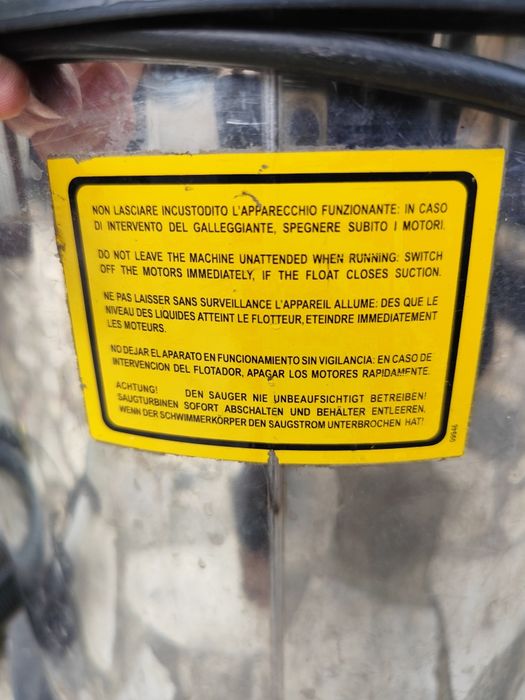 NON LASCIARE INCUSTODITO L'APPARECCHIO FUNZIONANTE: IN CASO
DI INTERVENTO DEL GALLEGGIANTE, SPEGNERE SUBITO I MOTORI.
DO NOT LEAVE THE MACHINE UNATTENDED WHEN RUNNING: SWITCH
OFF THE MOTORS IMMEDIATELY, IF THE FLOAT CLOSES SUCTION.
NE PAS LAISSER SANS SURVEILLANCE L'APPAREIL ALLUME: DES QUE LE
NIVEAU DES LIQUIDES ATTEINT LE FLOTTEUR, ETEINDRE IMMEDIATEMENT
LES MOTEURS.
NO DEJAR EL APARATO EN FUNCIONAMIENTO SIN VIGILANCIA: EN CASO DE
INTERVENCION DEL FLOTADOR, APAGAR LOS MOTORES RAPIDAMENTE.
ACHTUNG! DEN SAUGER NIE UNBEAUFSICHTIGT BETREIBEN!
SAUGTURBINEN SOFORT ABSCHALTEN UND BEHÄLTER ENTLEEREN,
WENN DER SCHWIMMERKÖRPER DEN SAUGSTROM UNTERBROCHEN HAT!